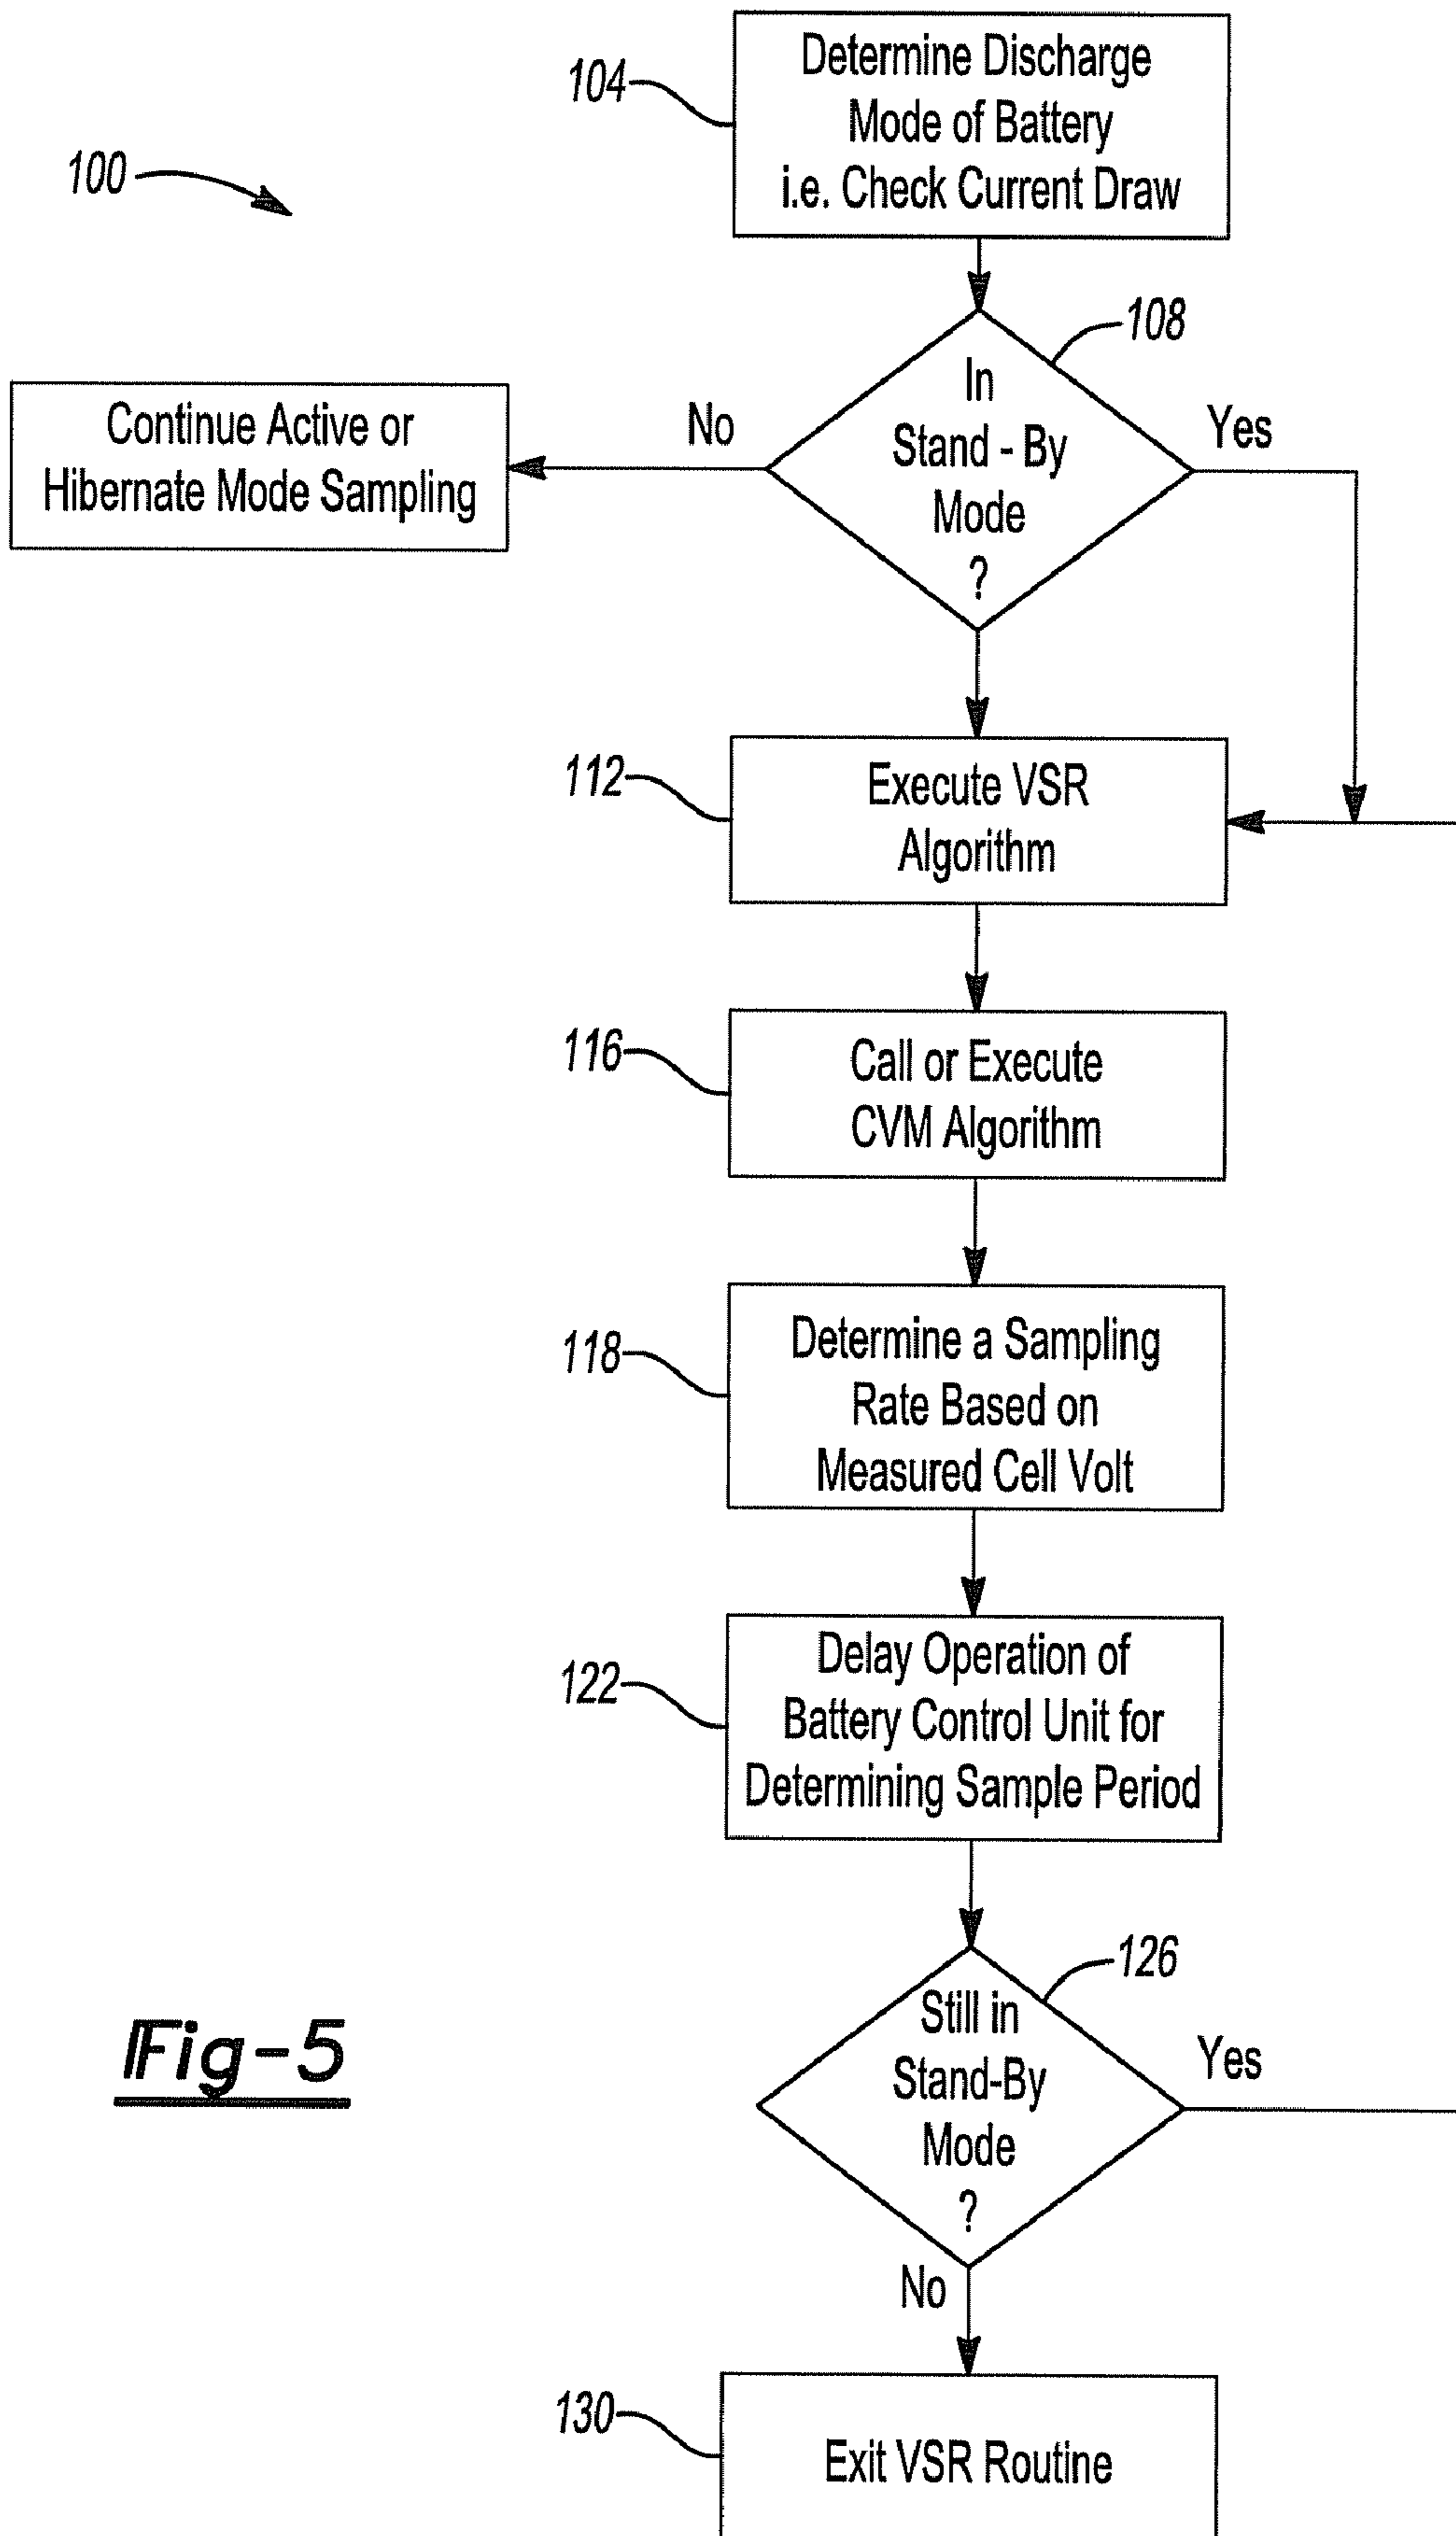 104
Determine Discharge
Mode of Battery
i.e. Check Current Draw
100
108
In
Stand - By
Mode
?
No
Yes
Continue Active or
Hibernate Mode Sampling
112
Execute VSR
Algorithm
116
Call or Execute
CVM Algorithm
118
Determine a Sampling
Rate Based on
Measured Cell Volt
122
Delay Operation of
Battery Control Unit for
Determining Sample Period
126
Still in
Stand-By
Mode
?
Yes
No
Fig-5
130
Exit VSR Routine